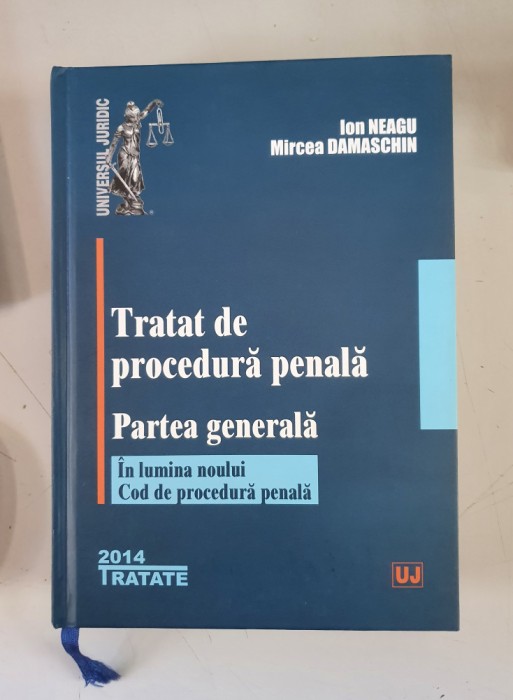 UNIVERSUL JURIDIC
Ion NEAGU
Mircea DAMASCHIN
Tratat de
procedură penală
Partea generală
În lumina noului
Cod de procedură penală
2014
TRATATE
UJ